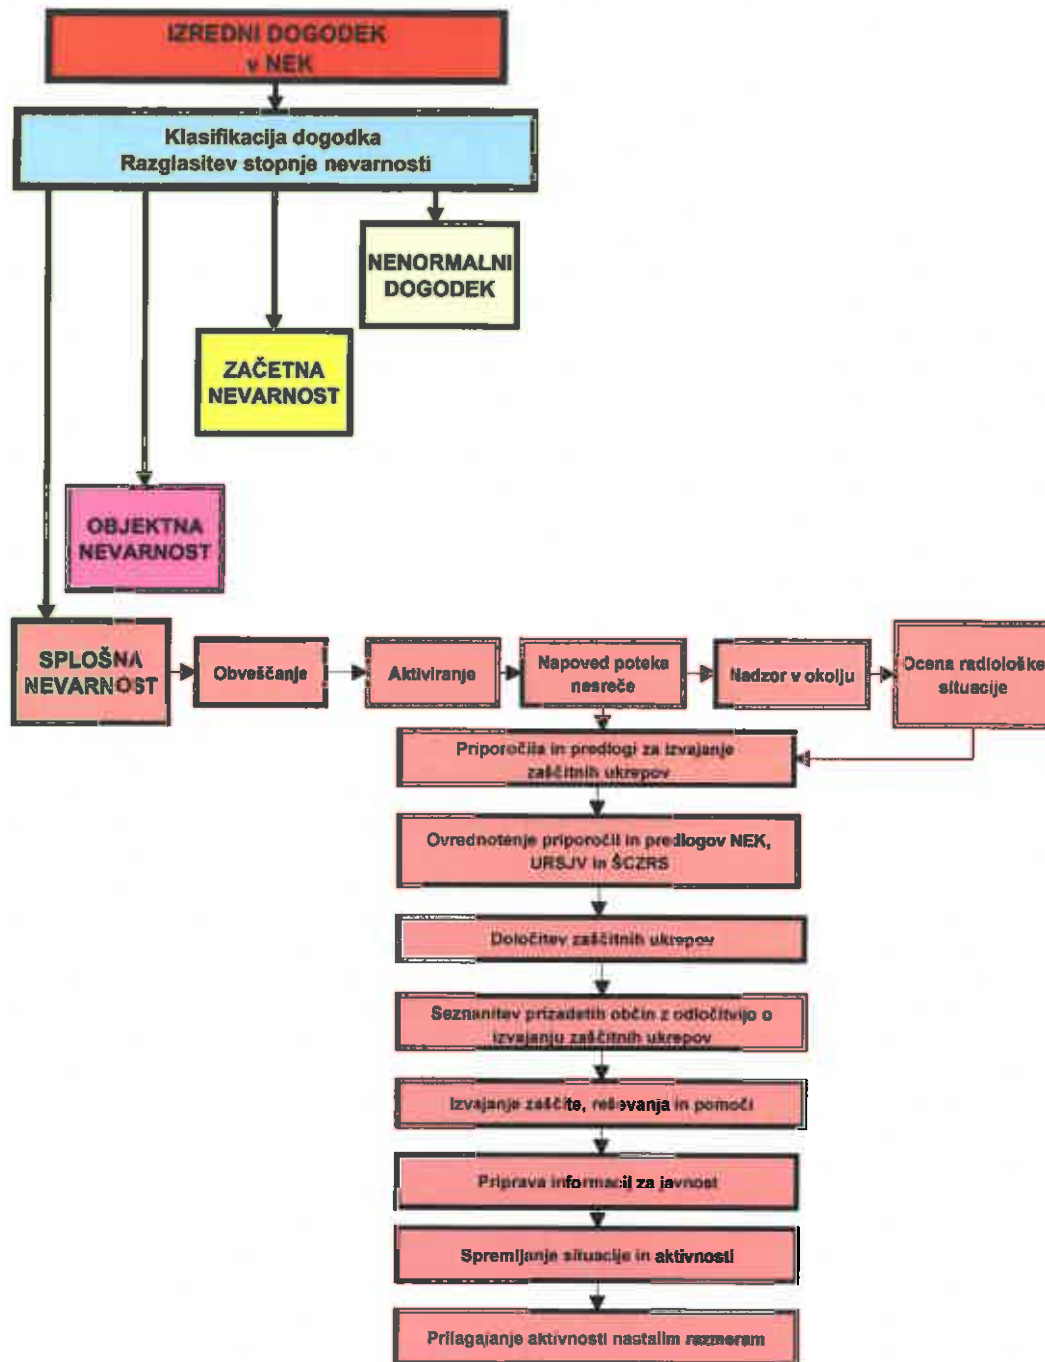 IZREDNI DOGODEK
v NEK
Klasifikacija dogodka
Razglasitev stopnje nevarnosti
NENORMALNI
DOGODEK
ZAČETNA
NEVARNOST
OBJEKTNA
NEVARNOST
SPLOŠNA
NEVARNOST
Obveščanje
Aktiviranje
Napoved poteka
nesreče
Nadzor v okolju
Ocena radiološke
situacije
Priporočila in predlogi za izvajanje
zaščitnih ukrepov
Ovrednotenje priporočil in predlogov NEK,
URSJV in ŠCZRS
Določitev zaščitnih ukrepov
Seznanitev prizadetih občin z odločitvijo o
izvajanju zaščitnih ukrepov
Izvajanje zaščite, reševanja in pomoči
Priprava informacij za javnost
Spremljanje situacije in aktivnosti
Prilagajanje aktivnosti nastalim razmeram